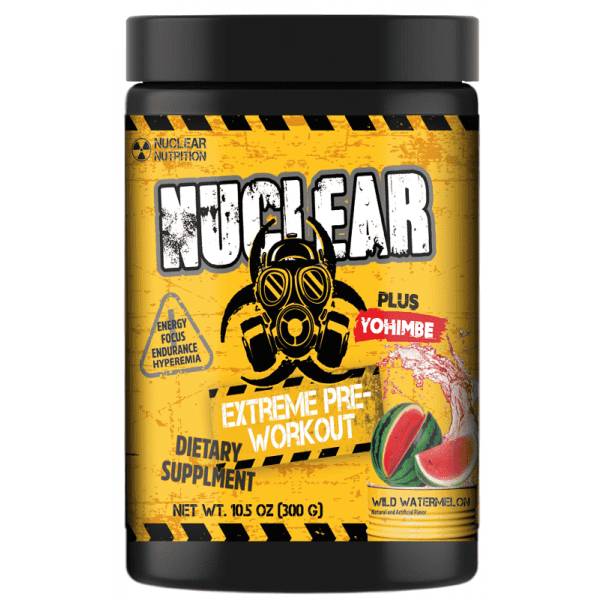 NUCLEAR
NUTRITION
NUCLEAR
PLUS
YOHIMBE
ENERGY
FOCUS
ENDURANCE
HYPEREMIA
EXTREME PRE-
WORKOUT
DIETARY
SUPPLMENT
WILD WATERMELON
Natural and Artificial Flavor
NET WT. 10.5 OZ (300 G)